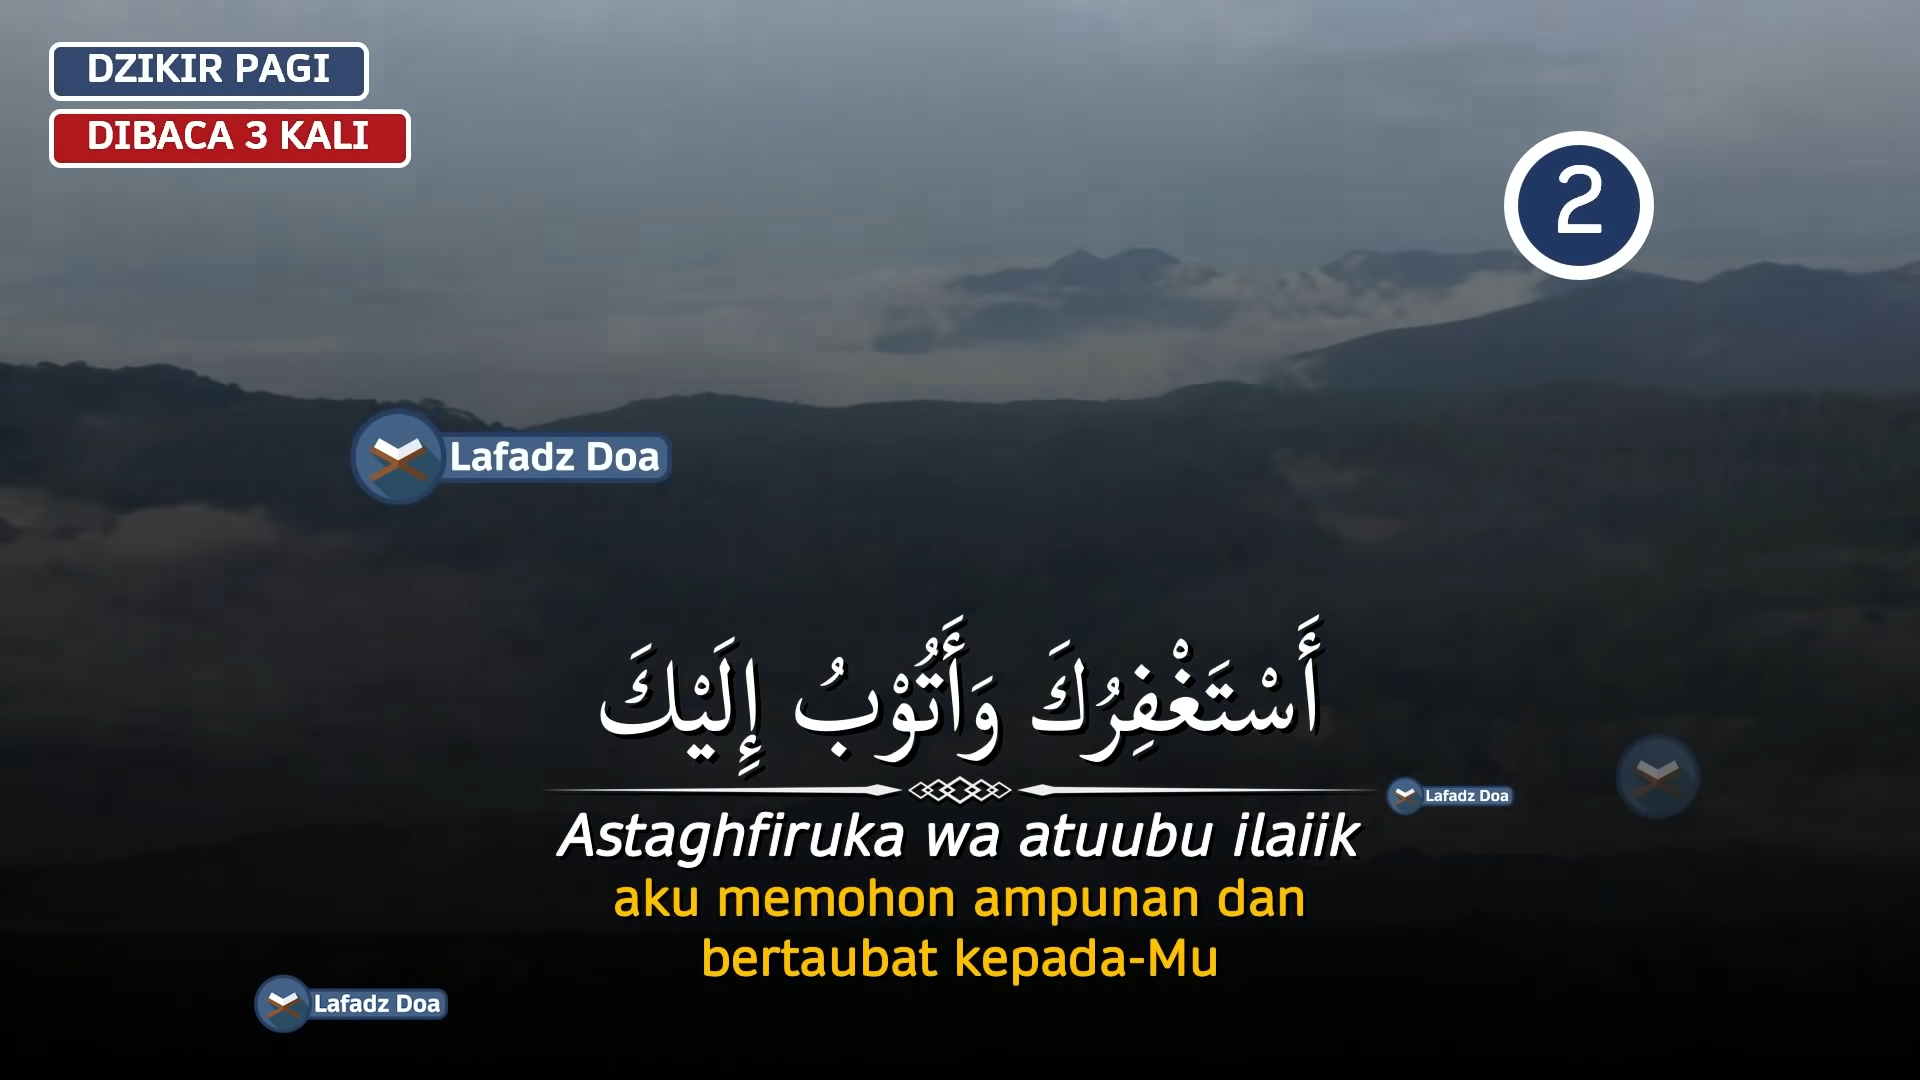 DZIKIR PAGI
DIBACA 3 KALI
2
Lafadz Doa
أَسْتَغْفِرُكَ وَأَتُوْبُ إِلَيْكَ
Lafadz Doa
Astaghfiruka wa atuubu ilaiik
aku memohon ampunan dan
bertaubat kepada-Mu
Lafadz Doa